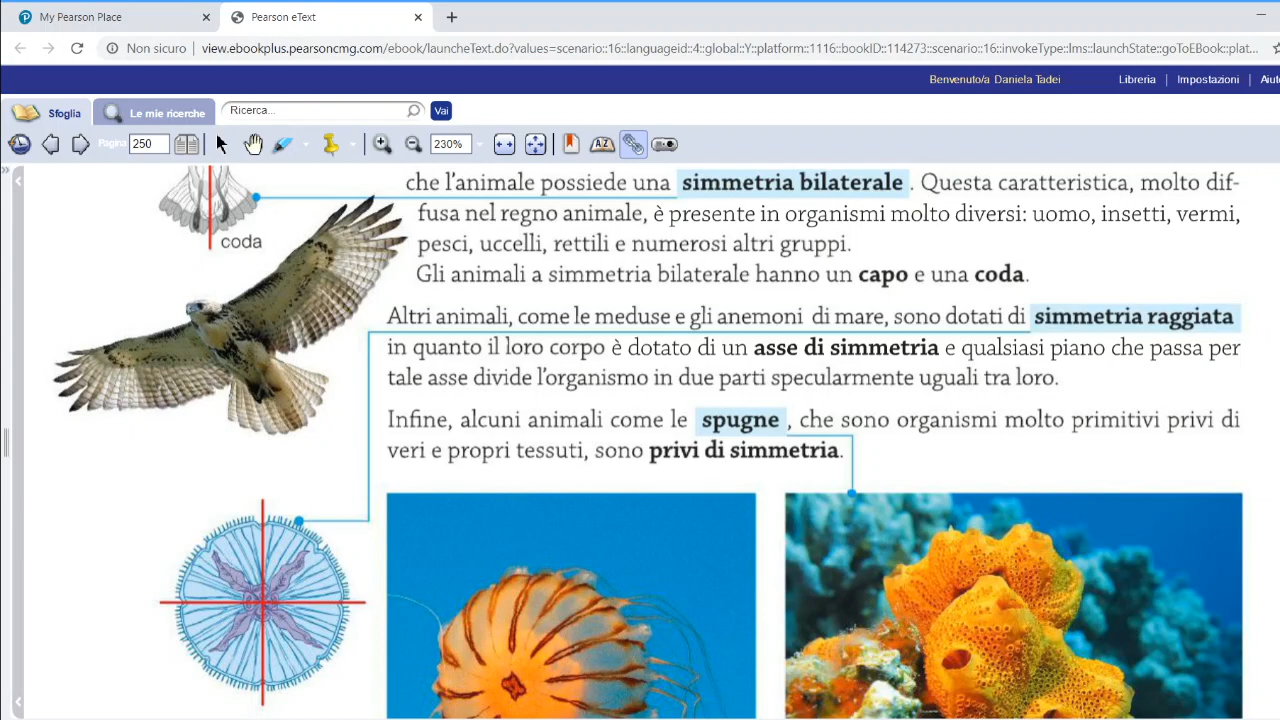 My Pearson Place
Pearson eText
Non sicuro | view.ebookplus.pearsoncmg.com/ebook/launcheText.do?values=scenario::16::languageid::4::global::Y::platform::1116::bookID::114273::scenario::16::invokeType::lms::launchState::goToEBook::plat...
Benvenuto/a Daniela Tadei
Libreria | Impostazioni | Aiut
Sfoglia
Le mie ricerche
Ricerca...
Vai
Pagina 250
230%
AZ
che l'animale possiede una simmetria bilaterale. Questa caratteristica, molto dif-
fusa nel regno animale, è presente in organismi molto diversi: uomo, insetti, vermi,
pesci, uccelli, rettili e numerosi altri gruppi.
coda
Gli animali a simmetria bilaterale hanno un capo e una coda.
Altri animali, come le meduse e gli anemoni di mare, sono dotati di simmetria raggiata
in quanto il loro corpo è dotato di un asse di simmetria e qualsiasi piano che passa per
tale asse divide l'organismo in due parti specularmente uguali tra loro.
Infine, alcuni animali come le spugne, che sono organismi molto primitivi privi di
veri e propri tessuti, sono privi di simmetria.